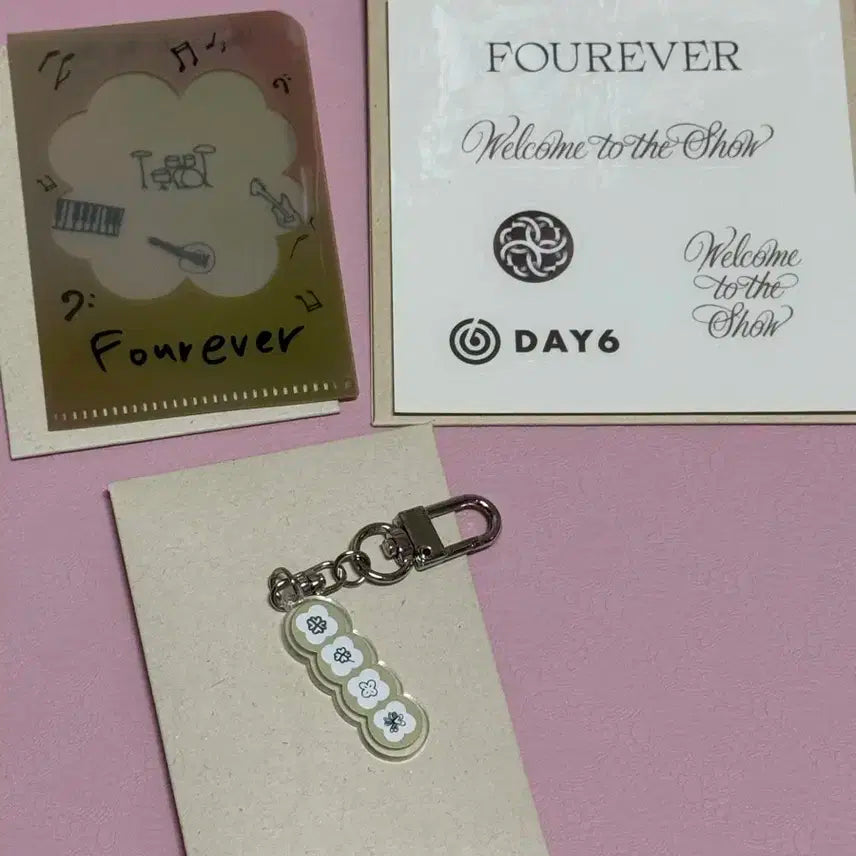 Fourever
FOUREVER
Welcome to the Show
Welcome
to the
Show
DAY6